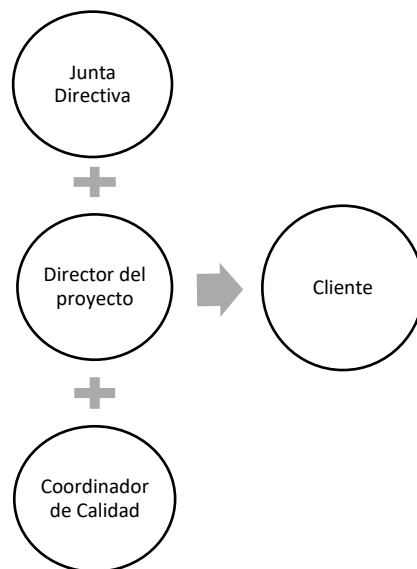 Junta
Directiva
Director del
proyecto
Cliente
Coordinador
de Calidad